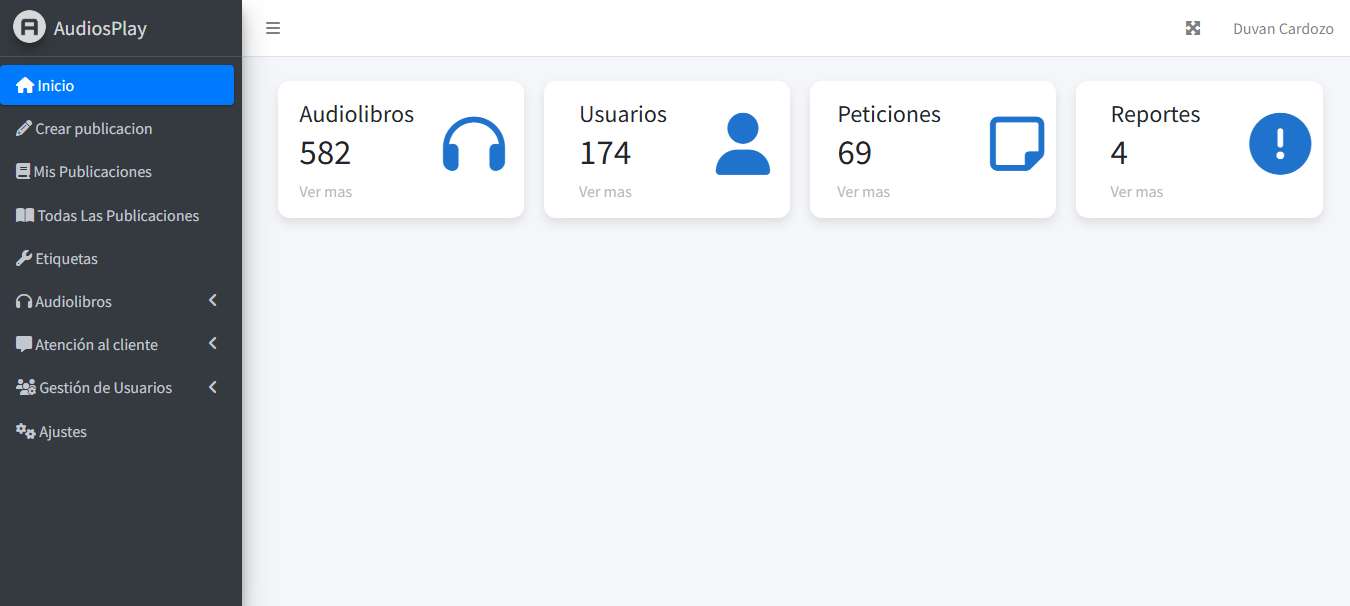 AudiosPlay
Inicio
Crear publicacion
Mis Publicaciones
Todas Las Publicaciones
Etiquetas
Audiolibros
Atención al cliente
Gestión de Usuarios
Ajustes
Duvan Cardozo
Audiolibros
582
Ver mas
Usuarios
174
Ver mas
Peticiones
69
Ver mas
Reportes
4
Ver mas